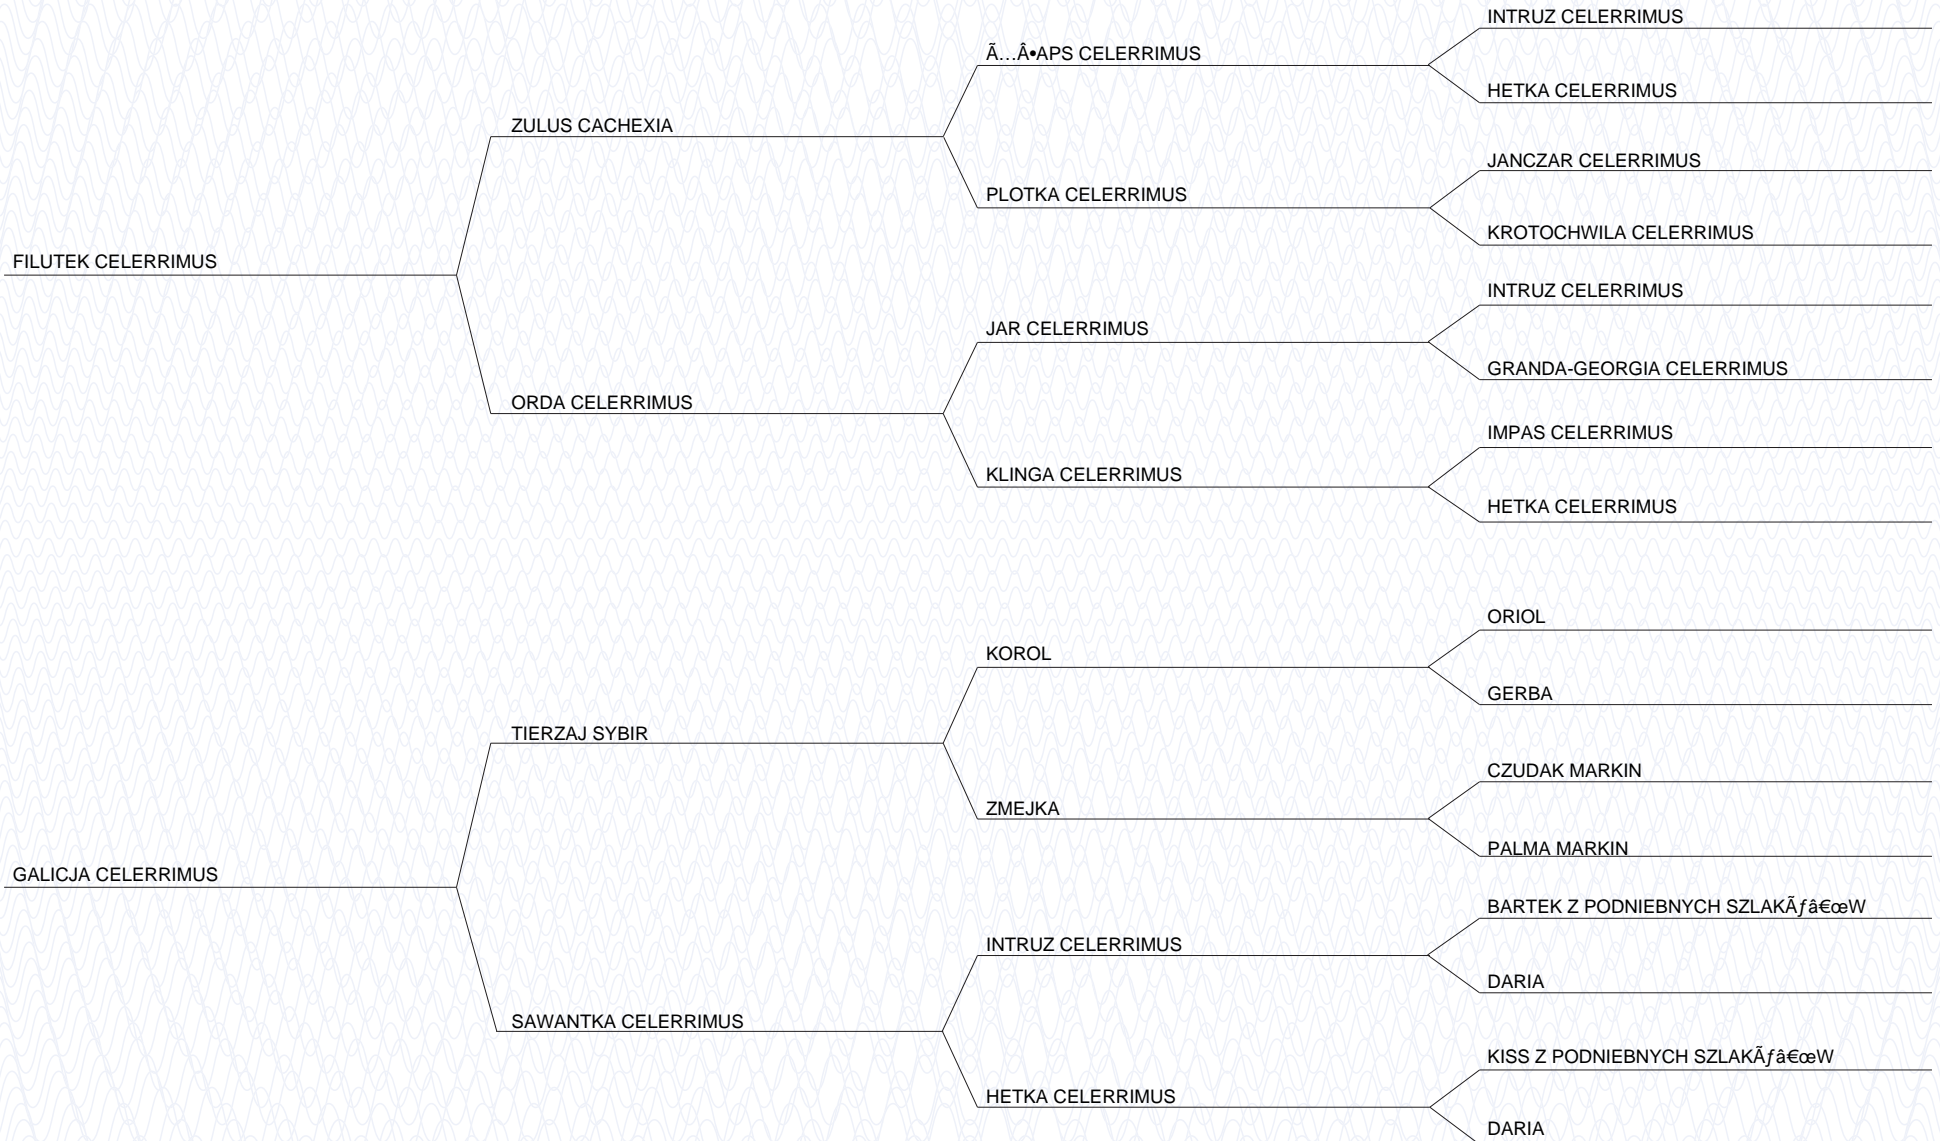 INTRUZ CELERRIMUS
Ã…Â•APS CELERRIMUS
HETKA CELERRIMUS
ZULUS CACHEXIA
JANCZAR CELERRIMUS
PLOTKA CELERRIMUS
KROTOCHWILA CELERRIMUS
FILUTEK CELERRIMUS
INTRUZ CELERRIMUS
JAR CELERRIMUS
GRANDA-GEORGIA CELERRIMUS
ORDA CELERRIMUS
IMPAS CELERRIMUS
KLINGA CELERRIMUS
HETKA CELERRIMUS
ORIOL
KOROL
GERBA
TIERZAJ SYBIR
CZUDAK MARKIN
ZMEJKA
PALMA MARKIN
GALICJA CELERRIMUS
BARTEK Z PODNIEBNYCH SZLAKÃƒâ€œW
INTRUZ CELERRIMUS
DARIA
SAWANTKA CELERRIMUS
KISS Z PODNIEBNYCH SZLAKÃƒâ€œW
HETKA CELERRIMUS
DARIA